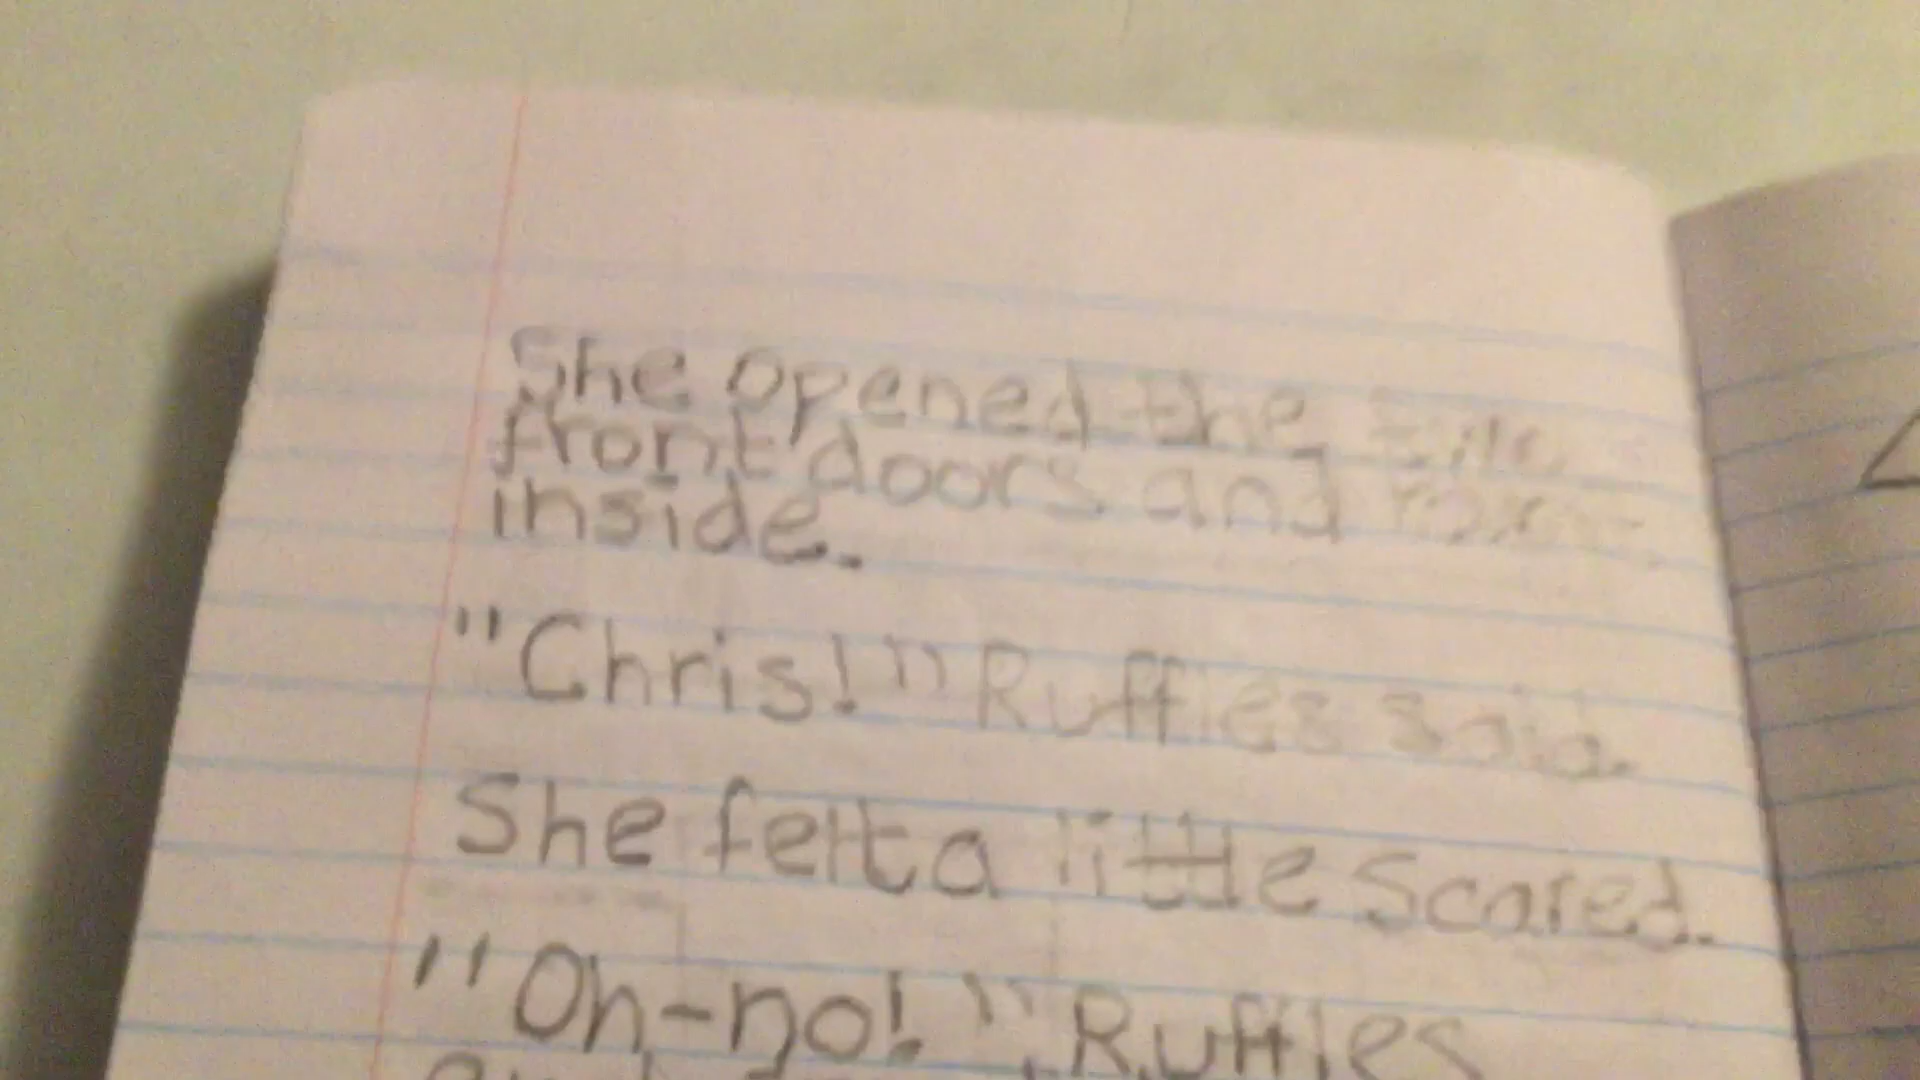 She opened the
front doors and
inside.
"Chris!" Ruffles said.
She felt a little scared.
"Oh-no!" Ruffles